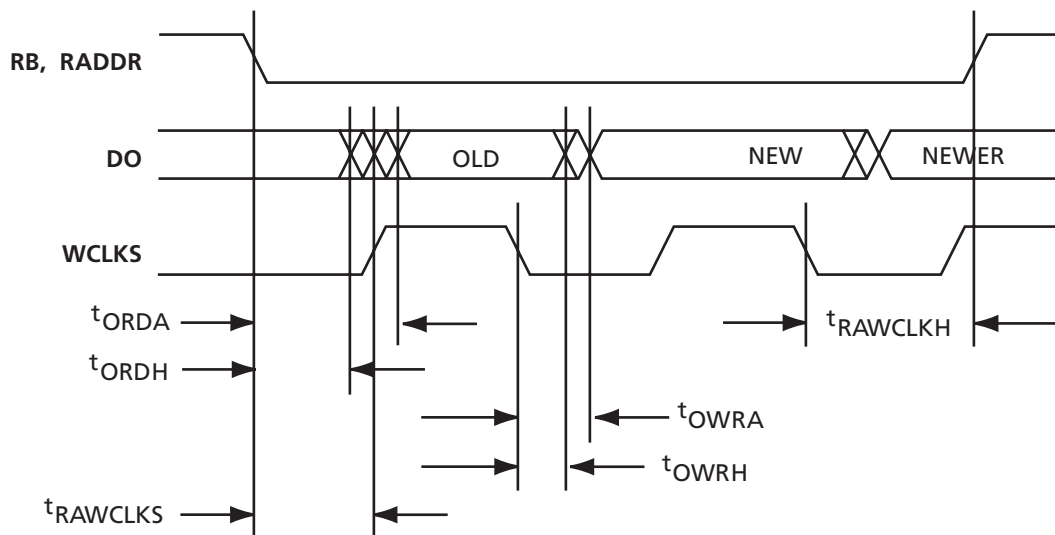 RB, RADDR
DO
OLD
NEW
NEWER
WCLKS
tORDA
tRAWCLKH
tORDH
tOWRA
tOWRH
tRAWCLKS